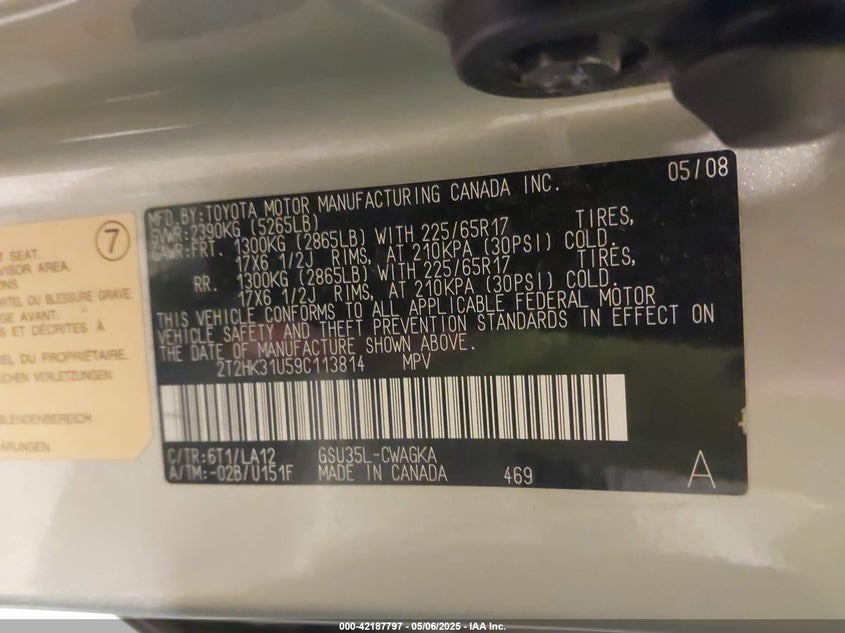 7
T SEAT.
VISOR AREA.
ONS.
RTEL OU BLESSURE GRAVE
GE AVANT.
S ET DÉCRITES À
EL DU PROPRIÉTAIRE.
UCHES UNTERLAGEN
BLENDENBEREICH
05/08
MFD.BY:TOYOTA MOTOR MANUFACTURING CANADA INC.
GVWR:2390KG (5265LB)
GAWR:FRT. 1300KG (2865LB) WITH 225/65R17 TIRES,
17X6 1/2J RIMS, AT 210KPA (30PSI) COLD.
RR. 1300KG (2865LB) WITH 225/65R17 TIRES,
17X6 1/2J RIMS, AT 210KPA (30PSI) COLD.
THIS VEHICLE CONFORMS TO ALL APPLICABLE FEDERAL MOTOR
VEHICLE SAFETY AND THEFT PREVENTION STANDARDS IN EFFECT ON
THE DATE OF MANUFACTURE SHOWN ABOVE.
2T2HK31U59C113814 MPV
C/TR:6T1/LA12 GSU35L-CWAGKA
A/TM:-02B/U151F MADE IN CANADA 469 A
000-42187797 - 05/06/2025 - IAA Inc.